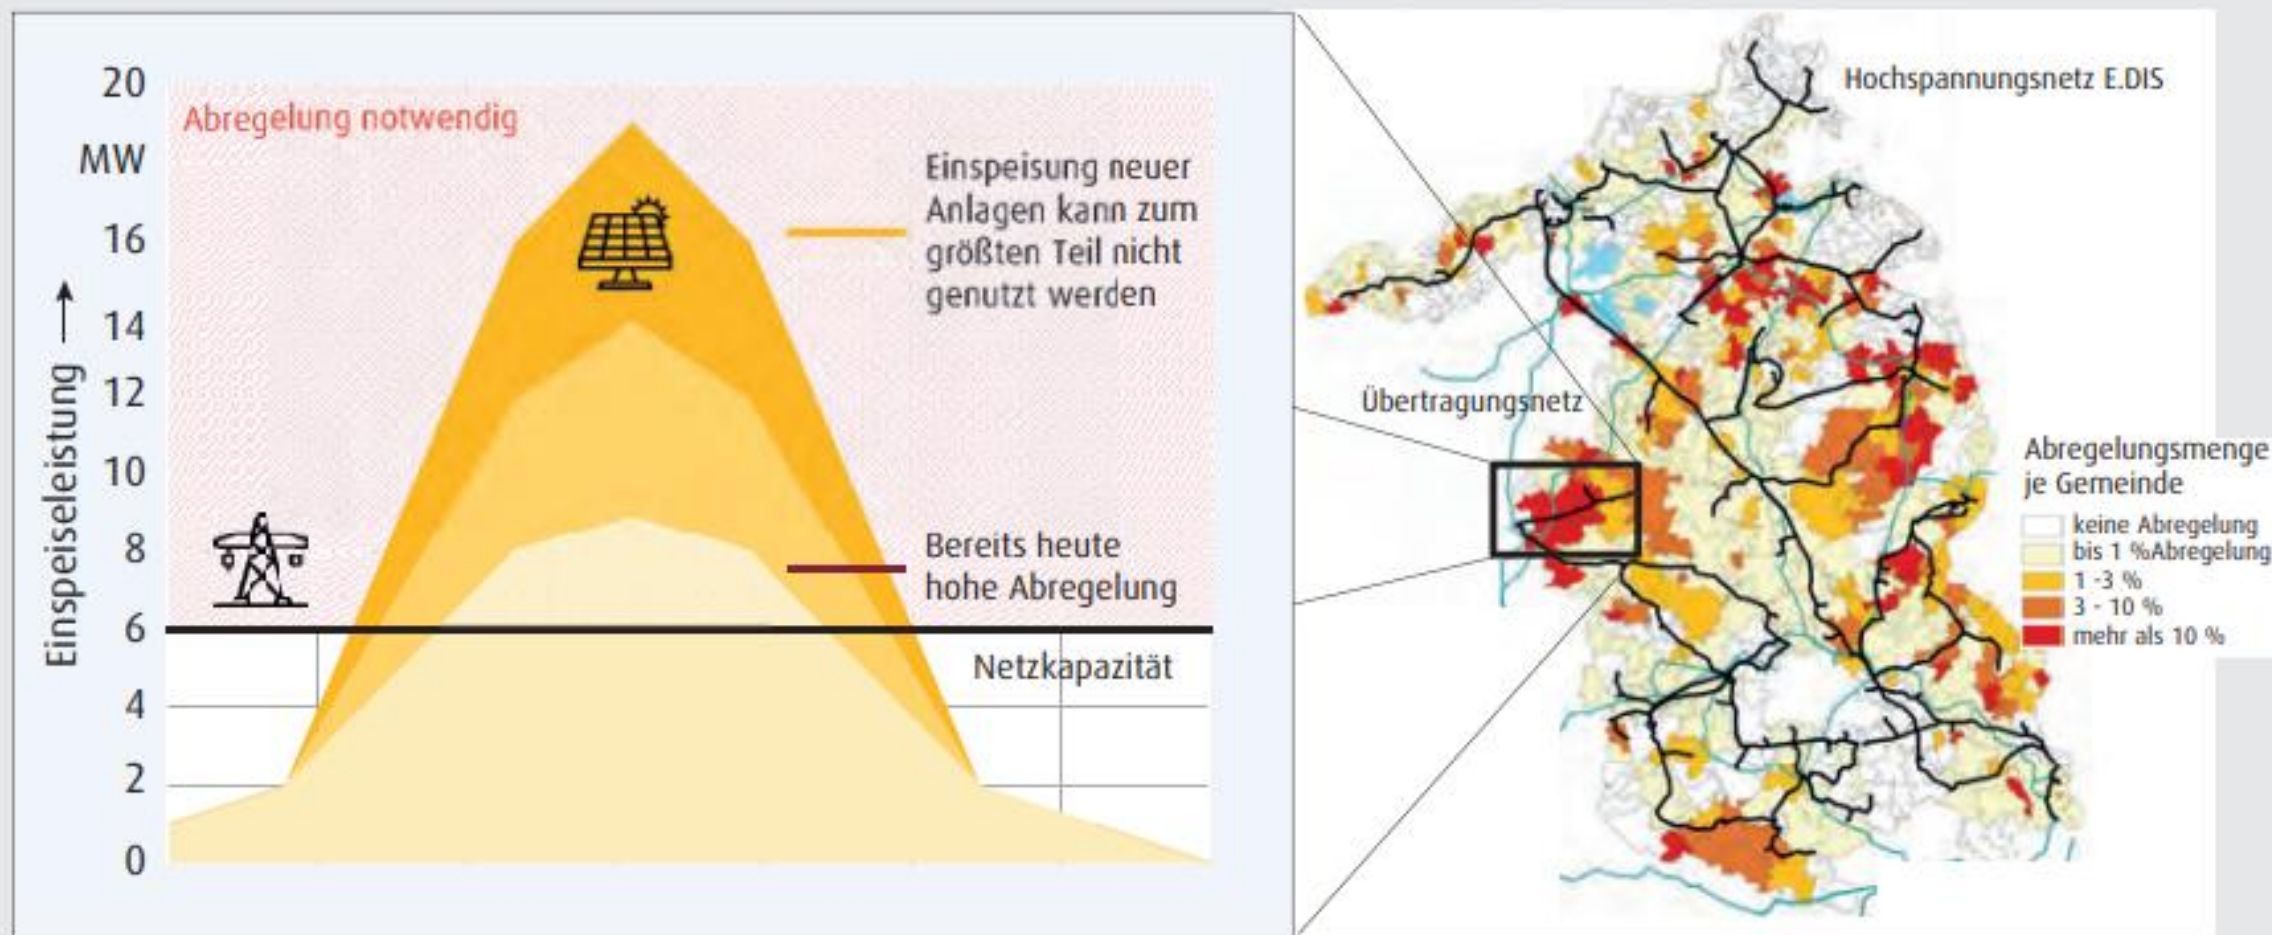 20
MW
16
14
12
10
8
6
4
2
0
Einspeiseleistung
Abregelung notwendig
Einspeisung neuer
Anlagen kann zum
größten Teil nicht
genutzt werden
Bereits heute
hohe Abregelung
Netzkapazität
Hochspannungsnetz E.DIS
Übertragungsnetz
Abregelungsmenge
je Gemeinde
keine Abregelung
bis 1 %Abregelung
1 -3 %
3 - 10 %
mehr als 10 %